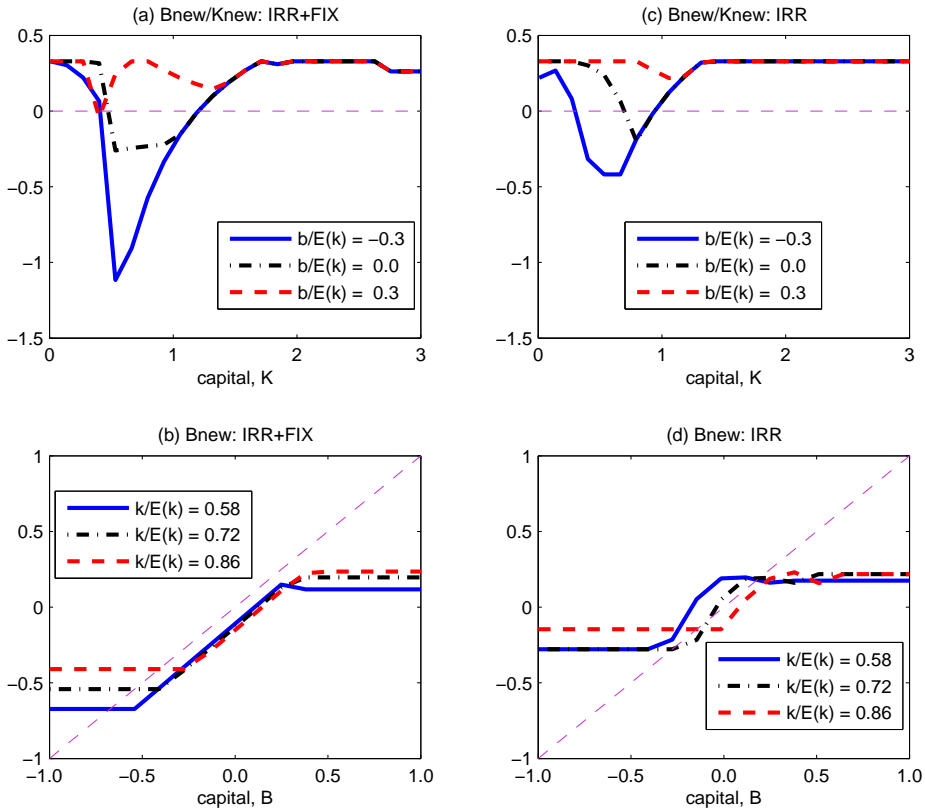 (a) Bnew/Knew: IRR+FIX
0.5
0
−0.5
−1
−1.5
b/E(k) = −0.3
b/E(k) = 0.0
b/E(k) = 0.3
0
1
2
3
capital, K
(c) Bnew/Knew: IRR
0.5
0
−0.5
−1
−1.5
b/E(k) = −0.3
b/E(k) = 0.0
b/E(k) = 0.3
0
1
2
3
capital, K
(b) Bnew: IRR+FIX
1
0.5
0
−0.5
−1
k/E(k) = 0.58
k/E(k) = 0.72
k/E(k) = 0.86
−1.0
−0.5
0.0
0.5
1.0
capital, B
(d) Bnew: IRR
1
0.5
0
−0.5
−1
k/E(k) = 0.58
k/E(k) = 0.72
k/E(k) = 0.86
−1.0
−0.5
0.0
0.5
1.0
capital, B